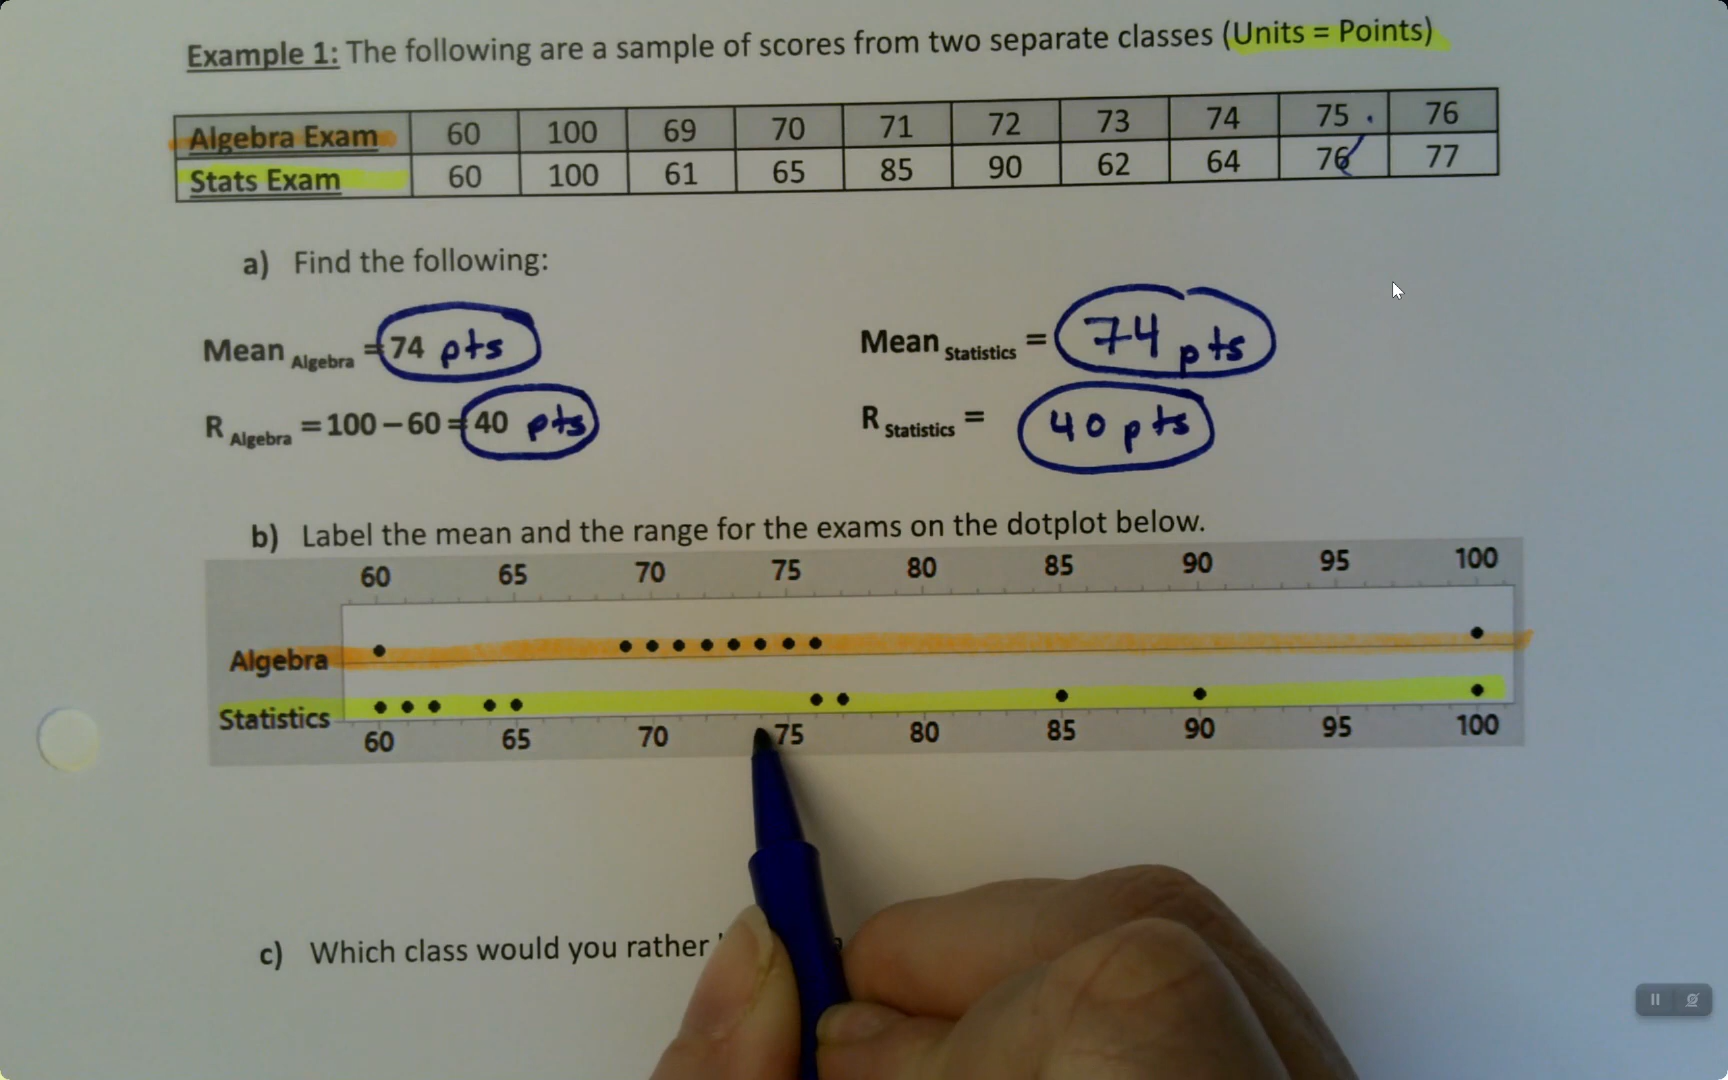 Example 1: The following are a sample of scores from two separate classes (Units = Points)
Algebra Exam 60 100 69 70 71 72 73 74 75 76
Stats Exam 60 100 61 65 85 90 62 64 76 77
a) Find the following:
Mean Algebra = 74 pts Mean Statistics = 74 pts
R Algebra = 100 – 60 = 40 pts R Statistics = 40 pts
b) Label the mean and the range for the exams on the dotplot below.
60 65 70 75 80 85 90 95 100
Algebra
Statistics
60 65 70 75 80 85 90 95 100
c) Which class would you rather